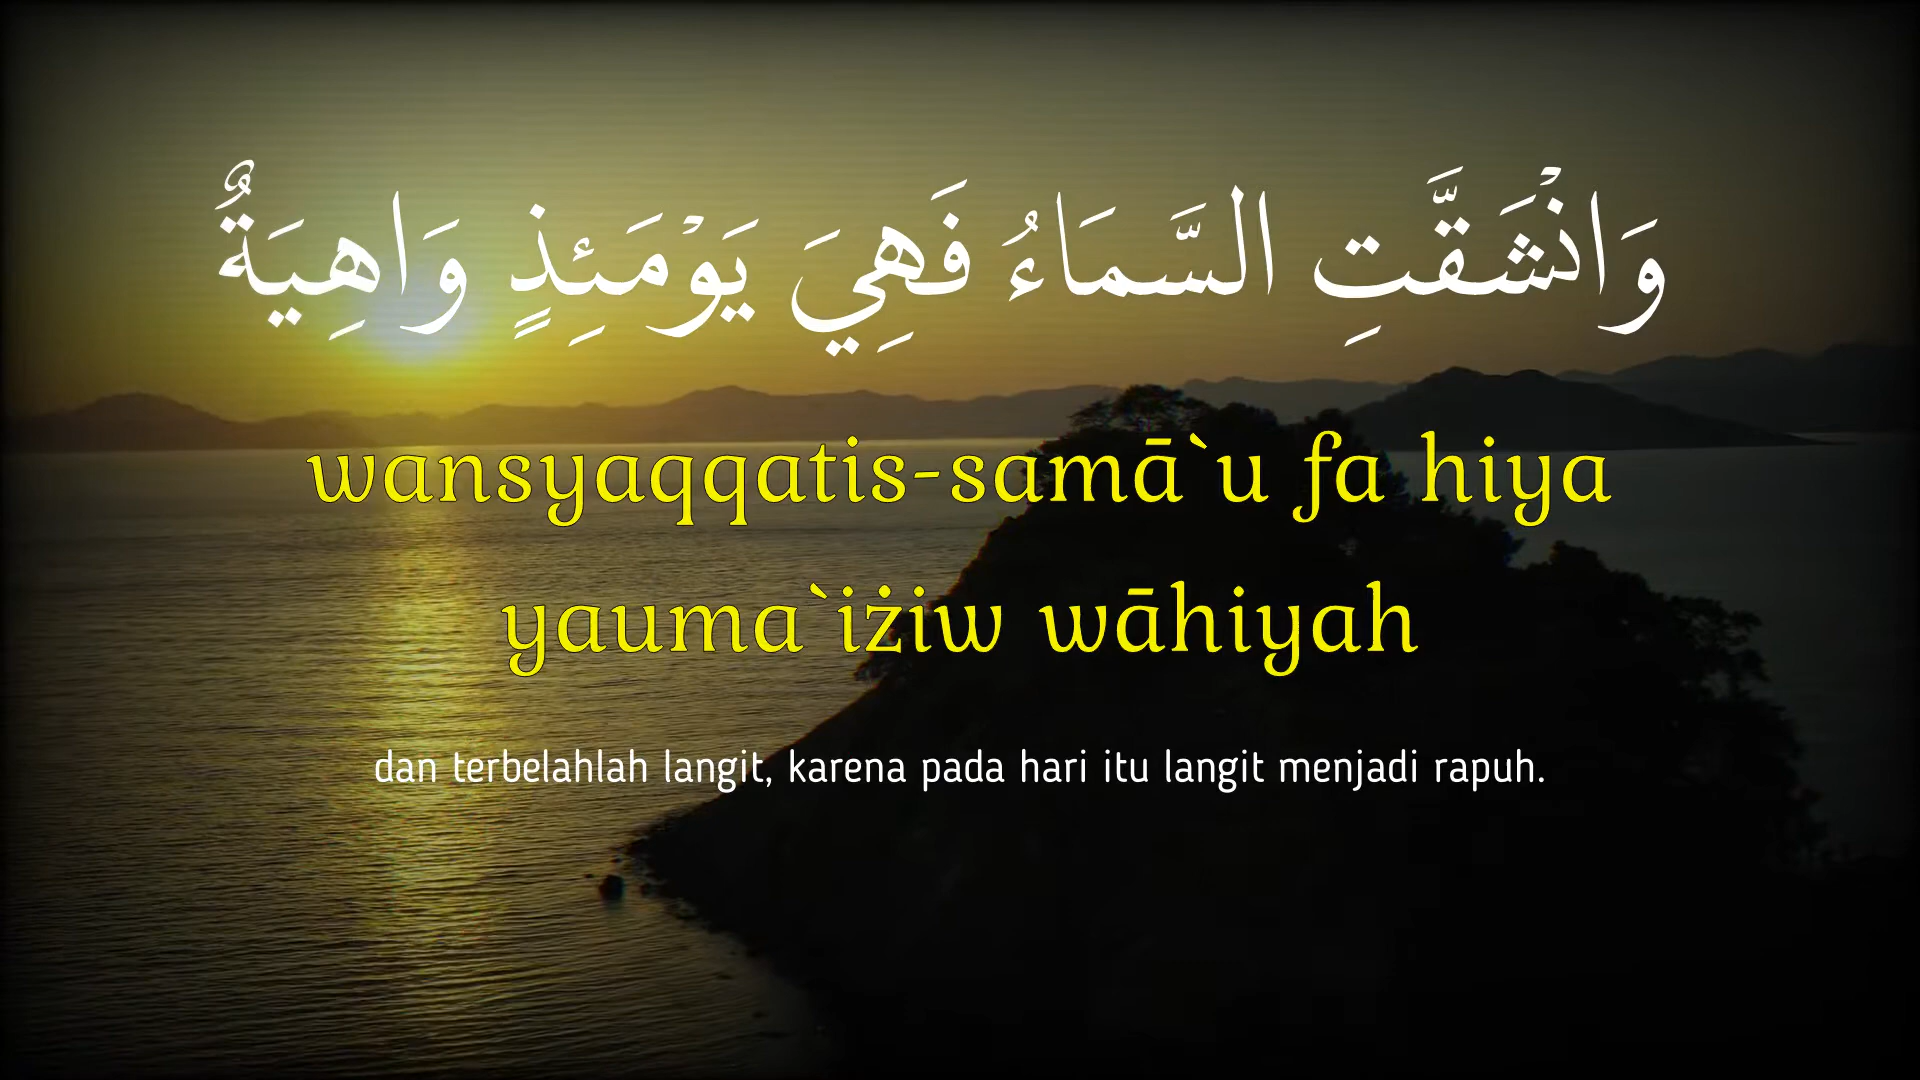 وَانْشَقَّتِ السَّمَاءُ فَهِيَ يَوْمَئِذٍ وَاهِيَةٌ
wansyaqqatis-samā`u fa hiya
yauma`iżiw wāhiyah
dan terbelahlah langit, karena pada hari itu langit menjadi rapuh.